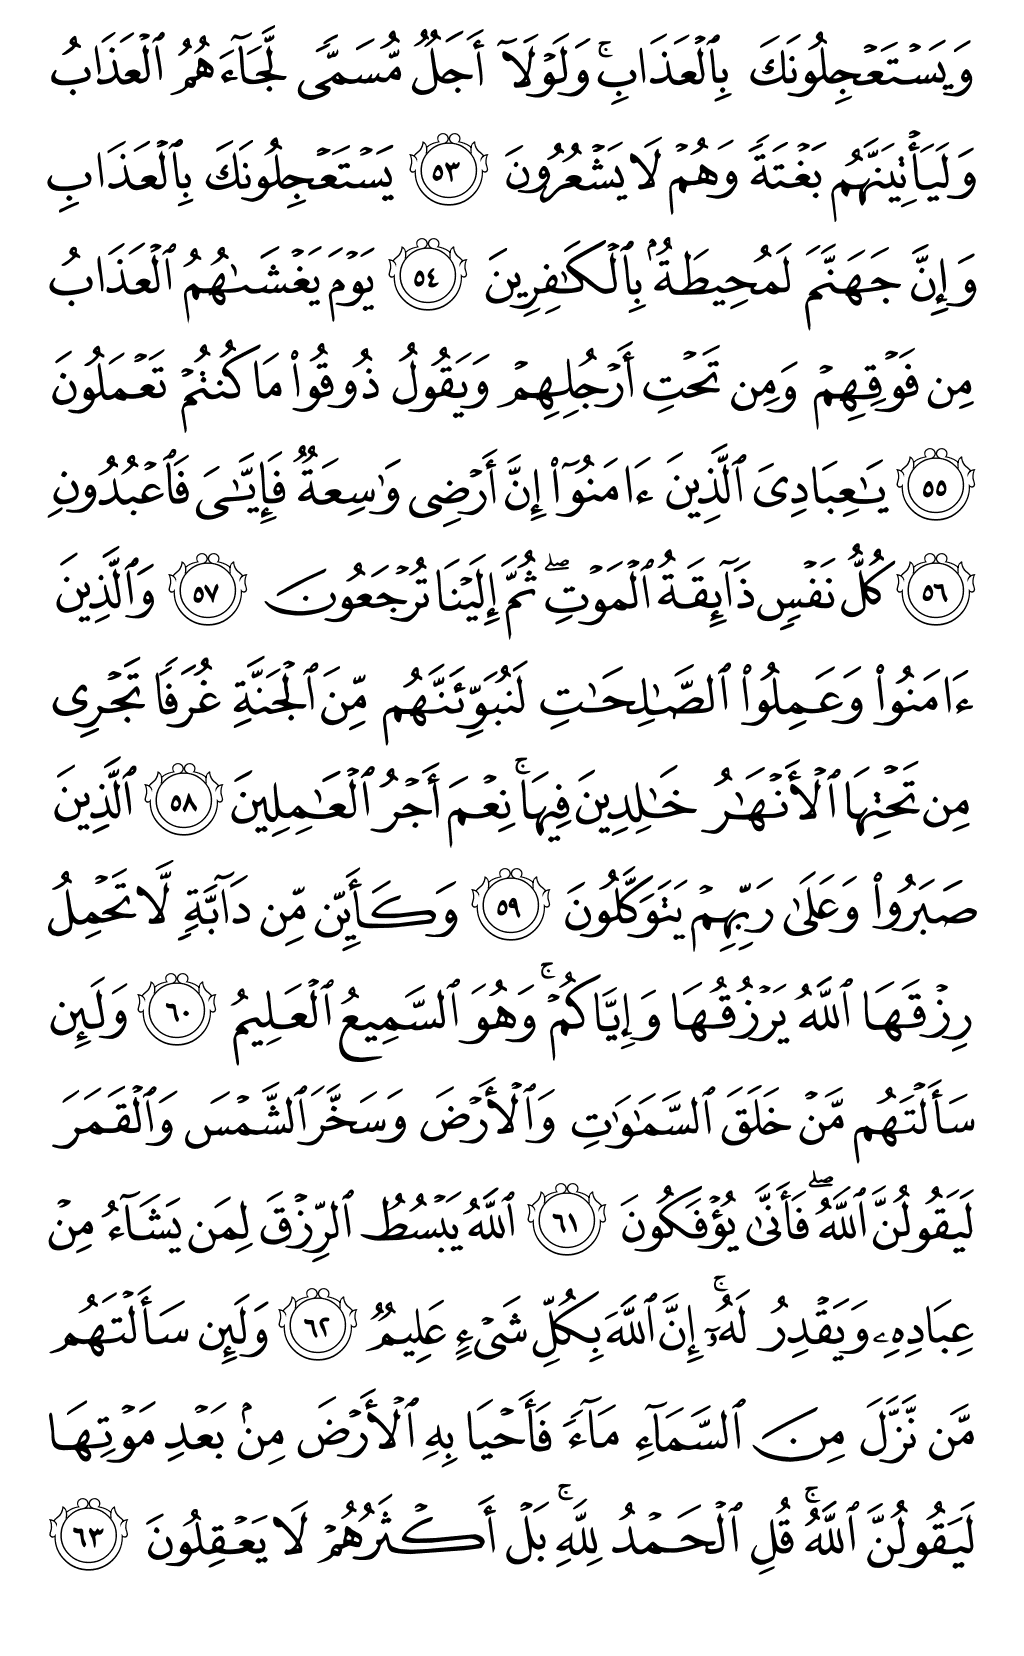 وَيَسْتَعْجِلُونَكَ بِٱلْعَذَابِ ۚ وَلَوْلَآ أَجَلٌ مُّسَمًّى لَّجَآءَهُمُ ٱلْعَذَابُ
وَلَيَأْتِيَنَّهُم بَغْتَةً وَهُمْ لَا يَشْعُرُونَ ٥٣ يَسْتَعْجِلُونَكَ بِٱلْعَذَابِ
وَإِنَّ جَهَنَّمَ لَمُحِيطَةٌۢ بِٱلْكَـٰفِرِينَ ٥٤ يَوْمَ يَغْشَىٰهُمُ ٱلْعَذَابُ
مِن فَوْقِهِمْ وَمِن تَحْتِ أَرْجُلِهِمْ وَيَقُولُ ذُوقُوا۟ مَا كُنتُمْ تَعْمَلُونَ
٥٥ يَـٰعِبَادِىَ ٱلَّذِينَ ءَامَنُوٓا۟ إِنَّ أَرْضِى وَٰسِعَةٌ فَإِيَّـٰىَ فَٱعْبُدُونِ
٥٦ كُلُّ نَفْسٍ ذَآئِقَةُ ٱلْمَوْتِ ۖ ثُمَّ إِلَيْنَا تُرْجَعُونَ ٥٧ وَٱلَّذِينَ
ءَامَنُوا۟ وَعَمِلُوا۟ ٱلصَّـٰلِحَـٰتِ لَنُبَوِّئَنَّهُم مِّنَ ٱلْجَنَّةِ غُرَفًا تَجْرِى
مِن تَحْتِهَا ٱلْأَنْهَـٰرُ خَـٰلِدِينَ فِيهَا ۚ نِعْمَ أَجْرُ ٱلْعَـٰمِلِينَ ٥٨ ٱلَّذِينَ
صَبَرُوا۟ وَعَلَىٰ رَبِّهِمْ يَتَوَكَّلُونَ ٥٩ وَكَأَيِّن مِّن دَآبَّةٍ لَّا تَحْمِلُ
رِزْقَهَا ٱللَّهُ يَرْزُقُهَا وَإِيَّاكُمْ ۚ وَهُوَ ٱلسَّمِيعُ ٱلْعَلِيمُ ٦٠ وَلَئِن
سَأَلْتَهُم مَّنْ خَلَقَ ٱلسَّمَـٰوَٰتِ وَٱلْأَرْضَ وَسَخَّرَ ٱلشَّمْسَ وَٱلْقَمَرَ
لَيَقُولُنَّ ٱللَّهُ ۖ فَأَنَّىٰ يُؤْفَكُونَ ٦١ ٱللَّهُ يَبْسُطُ ٱلرِّزْقَ لِمَن يَشَآءُ مِنْ
عِبَادِهِۦ وَيَقْدِرُ لَهُۥٓ ۚ إِنَّ ٱللَّهَ بِكُلِّ شَىْءٍ عَلِيمٌ ٦٢ وَلَئِن سَأَلْتَهُم
مَّن نَّزَّلَ مِنَ ٱلسَّمَآءِ مَآءً فَأَحْيَا بِهِ ٱلْأَرْضَ مِنۢ بَعْدِ مَوْتِهَا
لَيَقُولُنَّ ٱللَّهُ ۚ قُلِ ٱلْحَمْدُ لِلَّهِ ۚ بَلْ أَكْثَرُهُمْ لَا يَعْقِلُونَ ٦٣